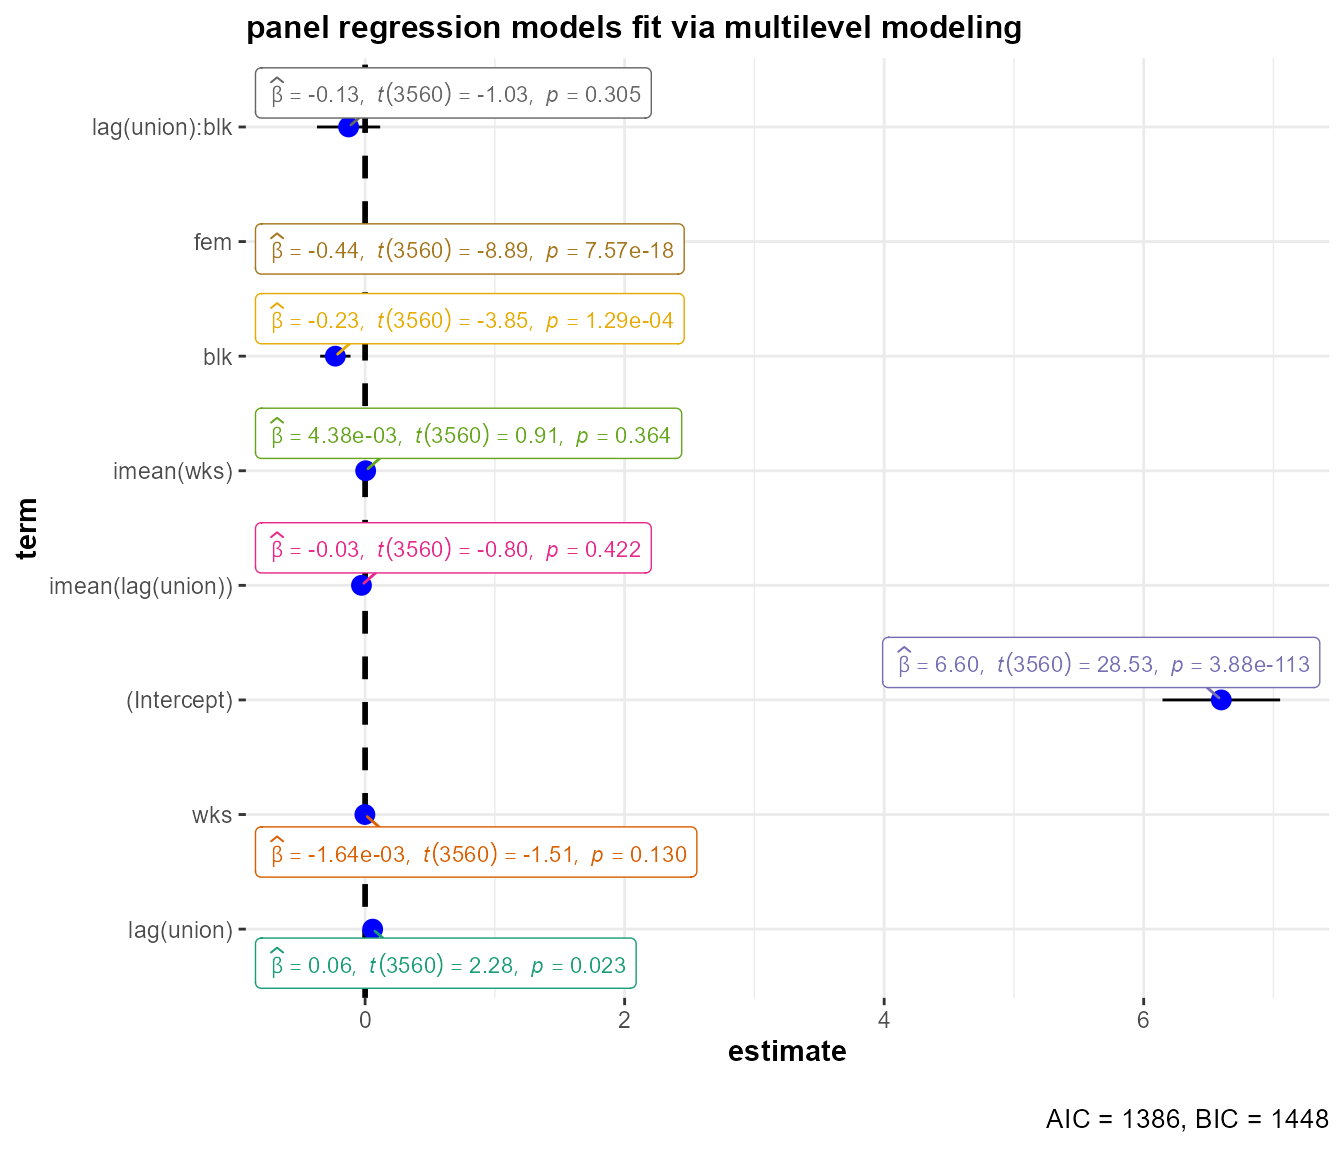 panel regression models fit via multilevel modeling
lag(union):blk
β̂ = -0.13, t(3560) = -1.03, p = 0.305
fem
β̂ = -0.44, t(3560) = -8.89, p = 7.57e-18
β̂ = -0.23, t(3560) = -3.85, p = 1.29e-04
blk
β̂ = 4.38e-03, t(3560) = 0.91, p = 0.364
imean(wks)
β̂ = -0.03, t(3560) = -0.80, p = 0.422
imean(lag(union))
β̂ = 6.60, t(3560) = 28.53, p = 3.88e-113
(Intercept)
wks
β̂ = -1.64e-03, t(3560) = -1.51, p = 0.130
lag(union)
β̂ = 0.06, t(3560) = 2.28, p = 0.023
term
0 2 4 6
estimate
AIC = 1386, BIC = 1448